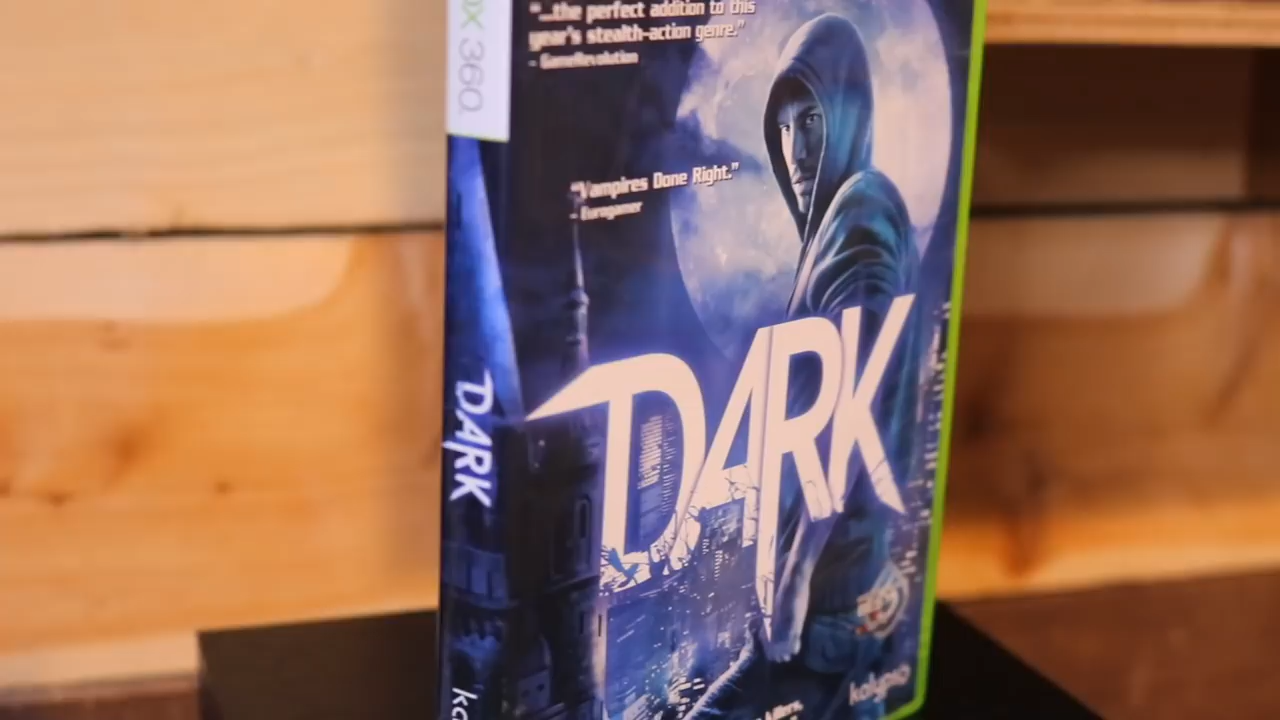 X 360
"...the perfect addition to this
year's stealth-action genre."
- GameRevolution
"Vampires Done Right."
- Eurogamer
DARK
DARK
kalypso